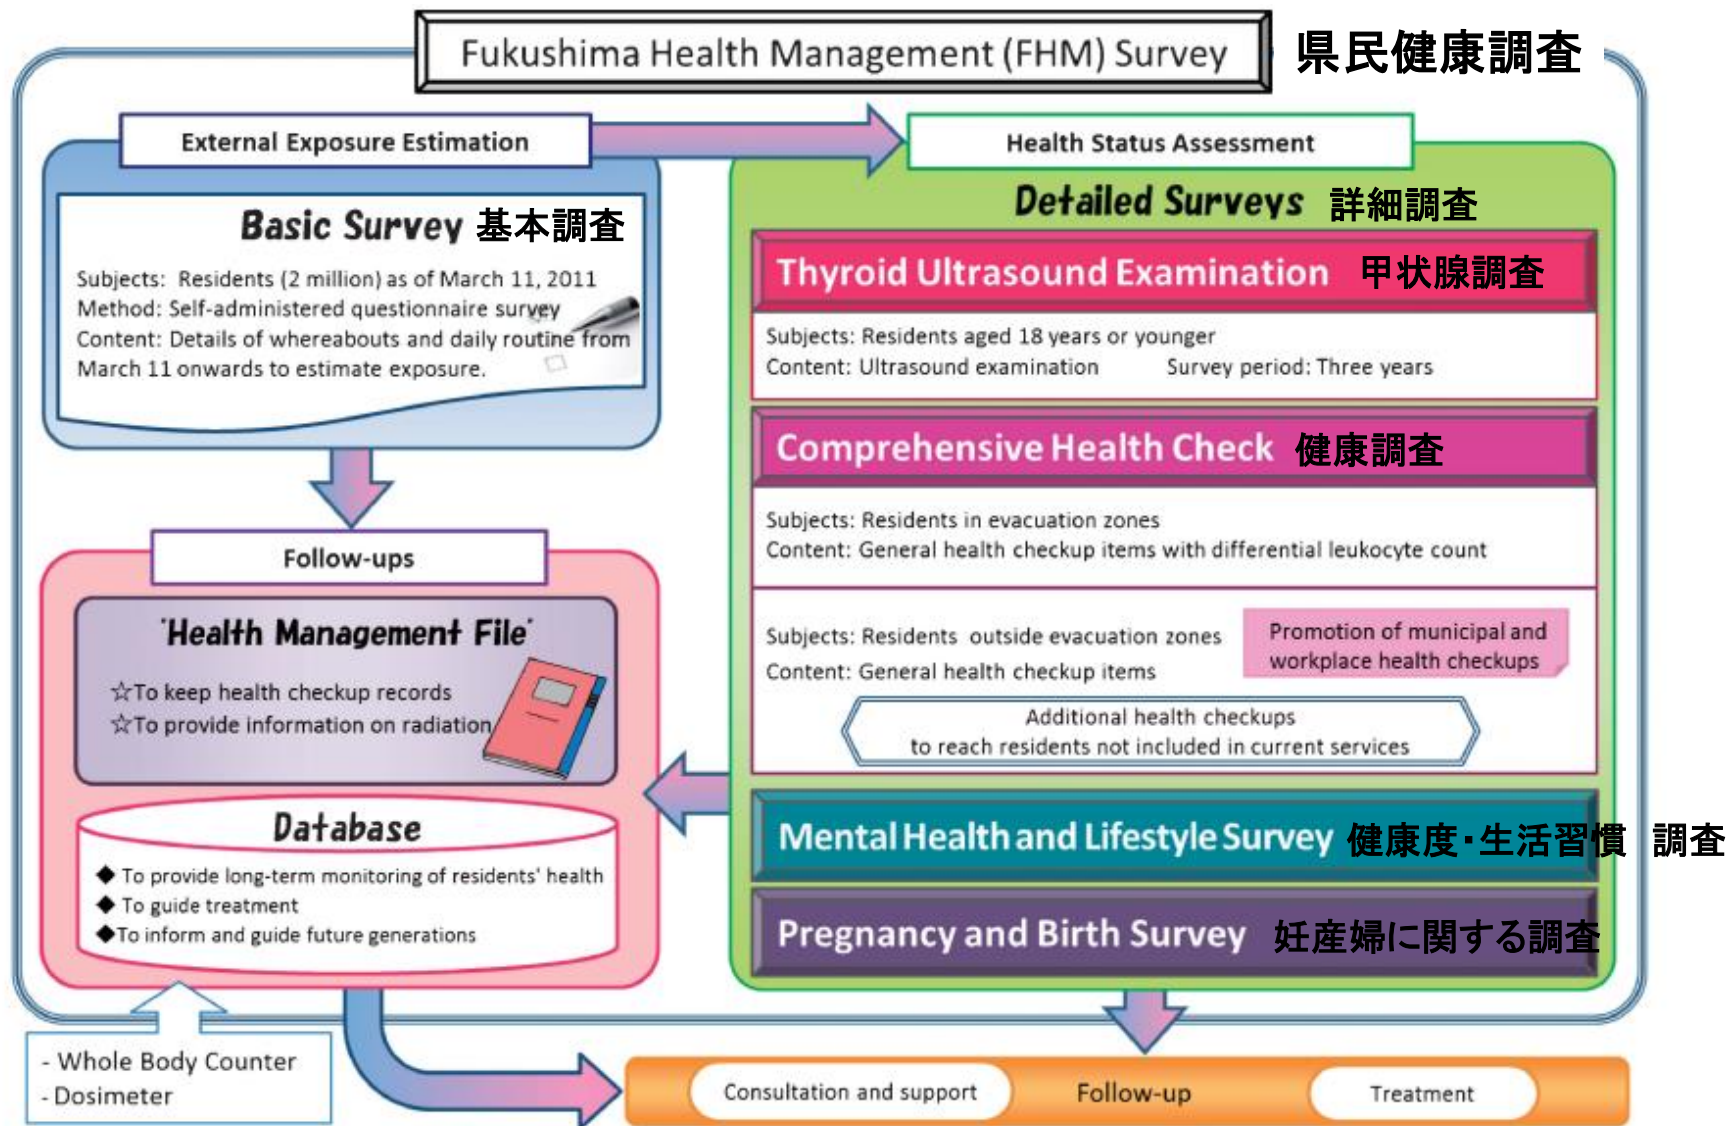 Fukushima Health Management (FHM) Survey 県民健康調査
External Exposure Estimation
Basic Survey 基本調査
Subjects: Residents (2 million) as of March 11, 2011
Method: Self-administered questionnaire survey
Content: Details of whereabouts and daily routine from
March 11 onwards to estimate exposure.
Health Status Assessment
Detailed Surveys 詳細調査
Thyroid Ultrasound Examination 甲状腺調査
Subjects: Residents aged 18 years or younger
Content: Ultrasound examination Survey period: Three years
Comprehensive Health Check 健康調査
Subjects: Residents in evacuation zones
Content: General health checkup items with differential leukocyte count
Subjects: Residents outside evacuation zones
Content: General health checkup items
Promotion of municipal and
workplace health checkups
Additional health checkups
to reach residents not included in current services
Mental Health and Lifestyle Survey 健康度・生活習慣 調査
Pregnancy and Birth Survey 妊産婦に関する調査
Follow-ups
'Health Management File'
☆To keep health checkup records
☆To provide information on radiation
Database
◆ To provide long-term monitoring of residents' health
◆ To guide treatment
◆To inform and guide future generations
- Whole Body Counter
- Dosimeter
Consultation and support Follow-up Treatment